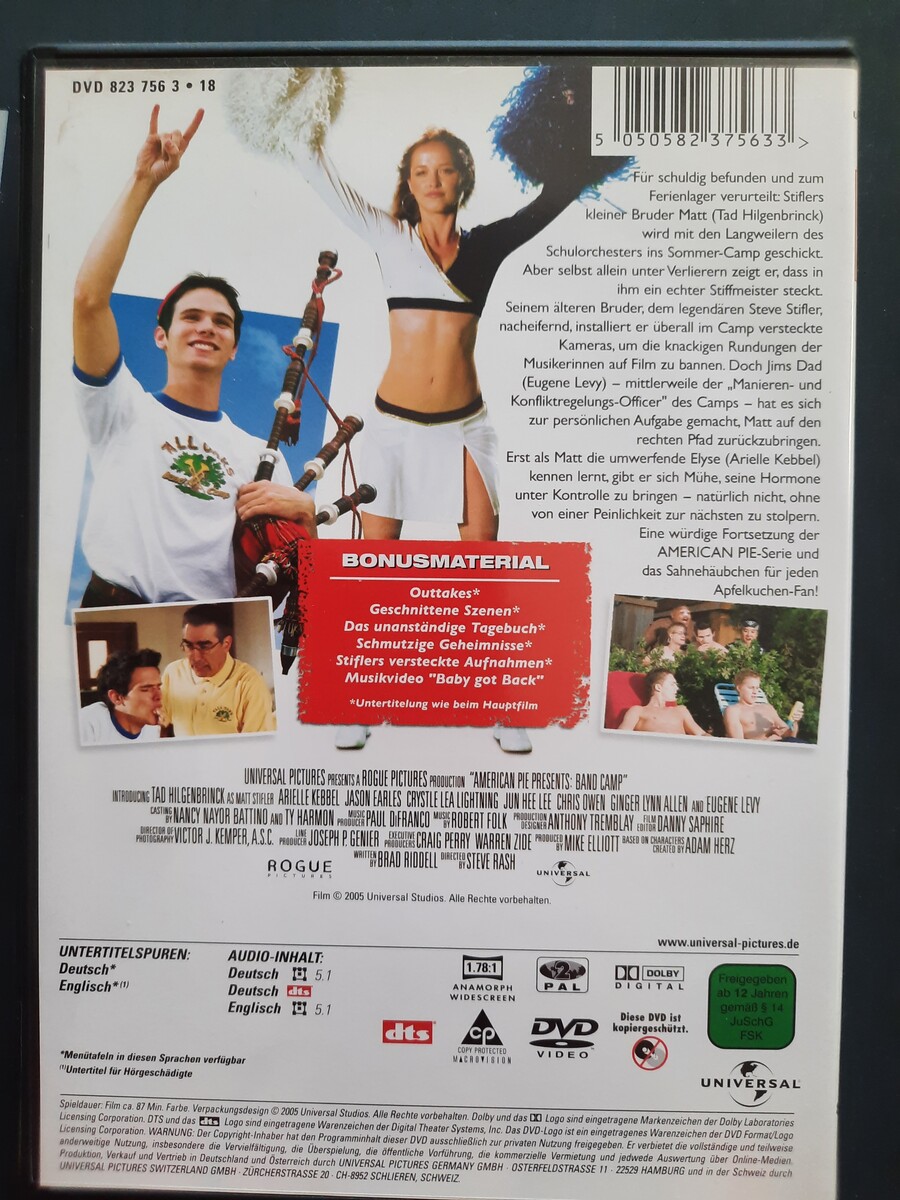 DVD 823 756 3 • 18
5 050582 375633 >
Für schuldig befunden und zum
Ferienlager verurteilt: Stiflers
kleiner Bruder Matt (Tad Hilgenbrinck)
wird mit den Langweilern des
Schulorchesters ins Sommer-Camp geschickt.
Aber selbst allein unter Verlierern zeigt er, dass in
ihm ein echter Stiffmeister steckt.
Seinem älteren Bruder, dem legendären Steve Stifler,
nacheifernd, installiert er überall im Camp versteckte
Kameras, um die knackigen Rundungen der
Musikerinnen auf Film zu bannen. Doch Jims Dad
(Eugene Levy) – mittlerweile der „Manieren- und
Konfliktregelungs-Officer" des Camps – hat es sich
zur persönlichen Aufgabe gemacht, Matt auf den
rechten Pfad zurückzubringen.
Erst als Matt die umwerfende Elyse (Arielle Kebbel)
kennen lernt, gibt er sich Mühe, seine Hormone
unter Kontrolle zu bringen – natürlich nicht, ohne
von einer Peinlichkeit zur nächsten zu stolpern.
Eine würdige Fortsetzung der
AMERICAN PIE-Serie und
das Sahnehäubchen für jeden
Apfelkuchen-Fan!
BONUSMATERIAL
Outtakes*
Geschnittene Szenen*
Das unanständige Tagebuch*
Schmutzige Geheimnisse*
Stiflers versteckte Aufnahmen*
Musikvideo "Baby got Back"
*Untertitelung wie beim Hauptfilm
UNIVERSAL PICTURES PRESENTS A ROGUE PICTURES PRODUCTION "AMERICAN PIE PRESENTS: BAND CAMP"
INTRODUCING TAD HILGENBRINCK AS MATT STIFLER ARIELLE KEBBEL JASON EARLES CRYSTLE LEA LIGHTNING JUN HEE LEE CHRIS OWEN GINGER LYNN ALLEN AND EUGENE LEVY
CASTING BY NANCY NAYOR BATTINO AND TY HARMON MUSIC PRODUCER PAUL DiFRANCO MUSIC BY ROBERT FOLK PRODUCTION DESIGNER ANTHONY TREMBLAY FILM EDITOR DANNY SAPHIRE
DIRECTOR OF PHOTOGRAPHY VICTOR J. KEMPER, A.S.C. LINE PRODUCER JOSEPH P. GENIER EXECUTIVE PRODUCERS CRAIG PERRY WARREN ZIDE PRODUCED BY MIKE ELLIOTT BASED ON CHARACTERS CREATED BY ADAM HERZ
WRITTEN BY BRAD RIDDELL DIRECTED BY STEVE RASH
ROGUE
PICTURES
UNIVERSAL
Film © 2005 Universal Studios. Alle Rechte vorbehalten.
www.universal-pictures.de
UNTERTITELSPUREN:
Deutsch*
Englisch*(1)
AUDIO-INHALT:
Deutsch 5.1
Deutsch dts
Englisch 5.1
1.78:1
ANAMORPH
WIDESCREEN
2
PAL
DOLBY
DIGITAL
Freigegeben
ab 12 Jahren
gemäß § 14
JuSchG
FSK
dts
CP
COPY PROTECTED
MACROVISION
DVD
VIDEO
Diese DVD ist
kopiergeschützt.
UNIVERSAL
*Menütafeln in diesen Sprachen verfügbar
(1)Untertitel für Hörgeschädigte
Spieldauer: Film ca. 87 Min. Farbe. Verpackungsdesign © 2005 Universal Studios. Alle Rechte vorbehalten. Dolby und das Logo sind eingetragene Markenzeichen der Dolby Laboratories
Licensing Corporation. DTS und das dts Logo sind eingetragene Warenzeichen der Digital Theater Systems, Inc. Das DVD-Logo ist ein eingetragenes Warenzeichen der DVD Format/Logo
Licensing Corporation. WARNUNG: Der Copyright-Inhaber hat den Programminhalt dieser DVD ausschließlich zur privaten Nutzung freigegeben. Er verbietet die vollständige und teilweise
anderweitige Nutzung, insbesondere die Vervielfältigung, die Überspielung, die öffentliche Vorführung, die kommerzielle Vermietung und jedwede Auswertung über Online-Medien.
Produktion, Verkauf und Vertrieb in Deutschland und Österreich durch UNIVERSAL PICTURES GERMANY GMBH · OSTERFELDSTRASSE 11 · 22529 HAMBURG und in der Schweiz durch
UNIVERSAL PICTURES SWITZERLAND GMBH · ZÜRCHERSTRASSE 20 · CH-8952 SCHLIEREN, SCHWEIZ.